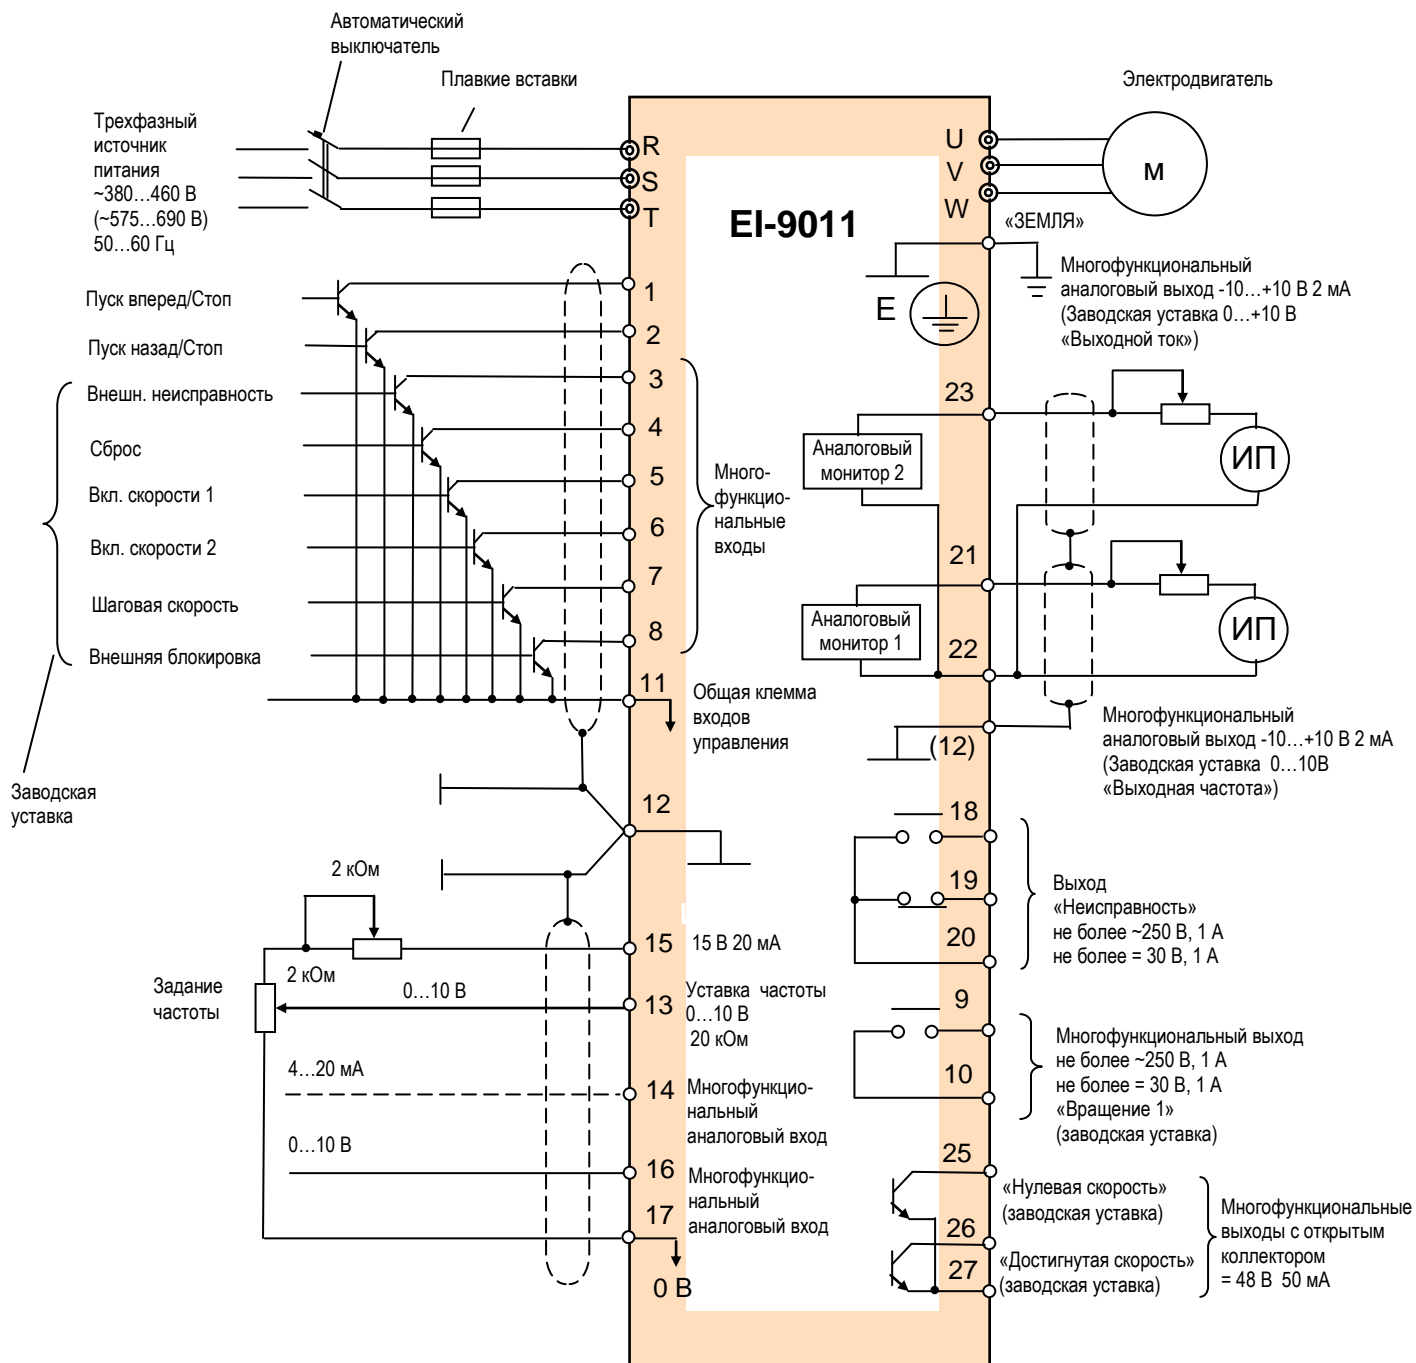 Автоматический
выключатель
Плавкие вставки
Электродвигатель
Трехфазный
источник
питания
~380…460 В
(~575…690 В)
50…60 Гц
R
S
T
U
V
W
М
EI-9011
«ЗЕМЛЯ»
E
Многофункциональный
аналоговый выход -10…+10 В 2 мА
(Заводская уставка 0…+10 В
«Выходной ток»)
Пуск вперед/Стоп
Пуск назад/Стоп
Внешн. неисправность
Сброс
Вкл. скорости 1
Вкл. скорости 2
Шаговая скорость
Внешняя блокировка
Заводская
уставка
1
2
3
4
5
6
7
8
11
Много-
функцио-
нальные
входы
Общая клемма
входов
управления
23
Аналоговый
монитор 2
ИП
21
Аналоговый
монитор 1
22
ИП
(12)
Многофункциональный
аналоговый выход -10…+10 В 2 мА
(Заводская уставка 0…10В
«Выходная частота»)
12
2 кОм
15
15 В 20 мА
2 кОм
Задание
частоты
0…10 В
13
Уставка частоты
0…10 В
20 кОм
4…20 мА
14
Многофункцио-
нальный
аналоговый вход
0…10 В
16
Многофункцио-
нальный
аналоговый вход
17
0 В
18
19
20
Выход
«Неисправность»
не более ~250 В, 1 А
не более = 30 В, 1 А
9
10
Многофункциональный выход
не более ~250 В, 1 А
не более = 30 В, 1 А
«Вращение 1»
(заводская уставка)
25
«Нулевая скорость»
(заводская уставка)
26
27
«Достигнутая скорость»
(заводская уставка)
Многофункциональные
выходы с открытым
коллектором
= 48 В 50 мА